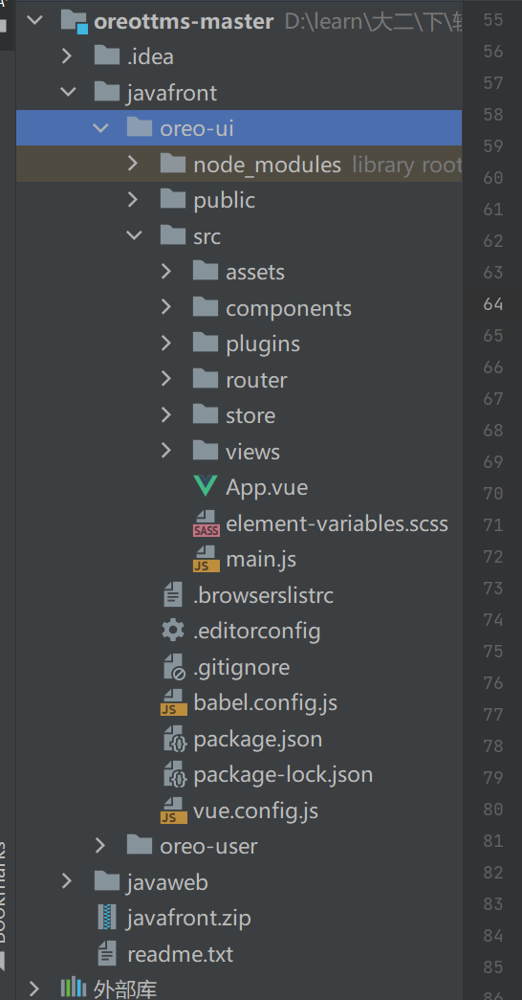 oreottms-master D:\learn\大二\下\
.idea
javafront
oreo-ui
node_modules library root
public
src
assets
components
plugins
router
store
views
App.vue
SASS element-variables.scss
JS main.js
.browserslistrc
.editorconfig
.gitignore
JS babel.config.js
package.json
package-lock.json
JS vue.config.js
oreo-user
javaweb
javafront.zip
readme.txt
外部库
55
56
57
58
59
60
61
62
63
64
65
66
67
68
69
70
71
72
73
74
75
76
77
78
79
80
81
82
83
84
85
86